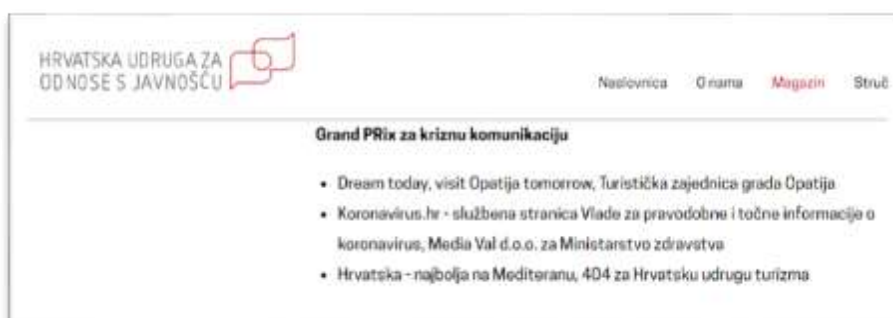 HRVATSKA UDRUGA ZA
ODNOSE S JAVNOŠĆU
Naslovnica O nama Magazin Struč
Grand PRix za kriznu komunikaciju
• Dream today, visit Opatija tomorrow, Turistička zajednica grada Opatija
• Koronavirus.hr - službena stranica Vlade za pravodobne i točne informacije o
koronavirus, Media Val d.o.o. za Ministarstvo zdravstva
• Hrvatska - najbolja na Mediteranu, 404 za Hrvatsku udrugu turizma